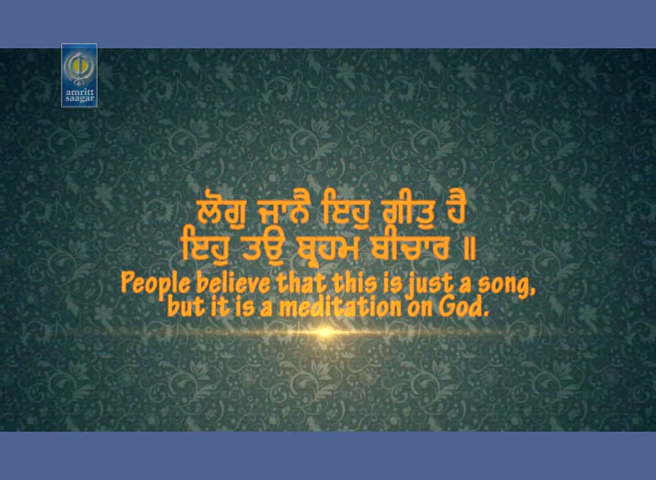 amritt
saagar
ਲੋਗੁ ਜਾਨੈ ਇਹੁ ਗੀਤੁ ਹੈ
ਇਹੁ ਤਉ ਬ੍ਰਹਮ ਬੀਚਾਰ ॥
People believe that this is just a song,
but it is a meditation on God.